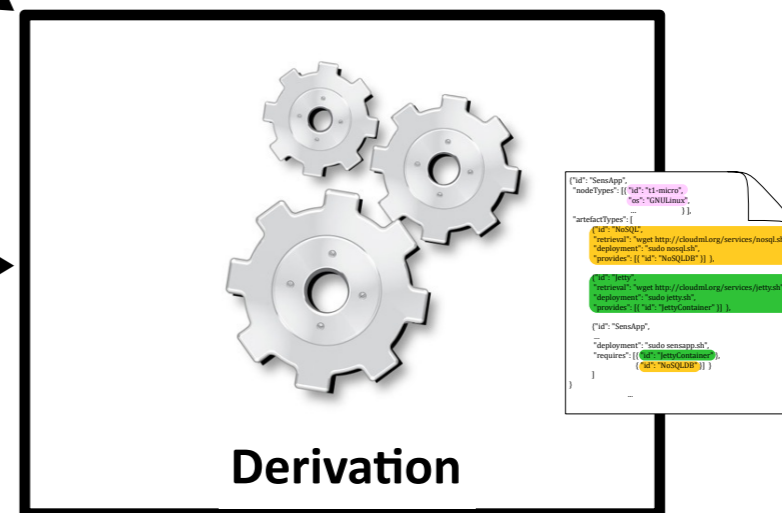 {"id": "SensApp",
"nodeTypes": [{ "id": "t1-micro",
"os": "GNULinux",
... } ],
"artefactTypes": [
{"id": "NoSQL",
"retrieval": "wget http://cloudml.org/services/nosql.sh
"deployment": "sudo nosql.sh",
"provides": [{ "id": "NoSQLDB" }] },
{"id": "Jetty",
"retrieval": "wget http://cloudml.org/services/jetty.sh"
"deployment": "sudo jetty.sh",
"provides": [{ "id": "JettyContainer" }] },
{"id": "SensApp",
...
"deployment": "sudo sensapp.sh",
"requires": [{ "id": "JettyContainer" },
{ "id": "NoSQLDB" }] }
]
}
...
Derivation